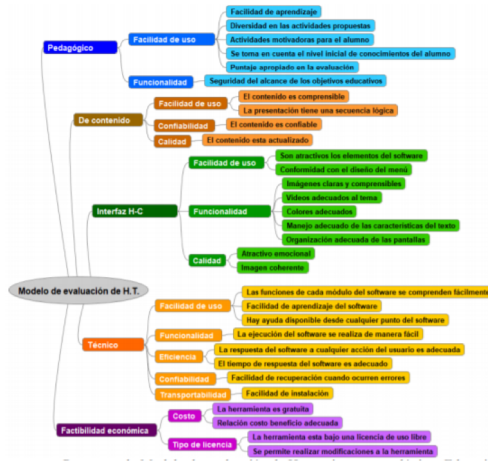 Pedagógico
Facilidad de uso
Facilidad de aprendizaje
Diversidad en las actividades propuestas
Actividades motivadoras para el alumno
Se toma en cuenta el nivel inicial de conocimientos del alumno
Puntaje apropiado en la evaluación
Funcionalidad
Seguridad del alcance de los objetivos educativos
De contenido
Facilidad de uso
El contenido es comprensible
La presentación tiene una secuencia lógica
Confiabilidad
El contenido es confiable
Calidad
El contenido esta actualizado
Interfaz H-C
Facilidad de uso
Son atractivos los elementos del software
Conformidad con el diseño del menú
Funcionalidad
Imágenes claras y comprensibles
Videos adecuados al tema
Colores adecuados
Manejo adecuado de las características del texto
Organización adecuada de las pantallas
Calidad
Atractivo emocional
Imagen coherente
Modelo de evaluación de H.T.
Técnico
Facilidad de uso
Las funciones de cada módulo del software se comprenden fácilmente
Facilidad de aprendizaje del software
Hay ayuda disponible desde cualquier punto del software
Funcionalidad
La ejecución del software se realiza de manera fácil
Eficiencia
La respuesta del software a cualquier acción del usuario es adecuada
El tiempo de respuesta del software es adecuado
Confiabilidad
Facilidad de recuperación cuando ocurren errores
Transportabilidad
Facilidad de instalación
Factibilidad económica
Costo
La herramienta es gratuita
Relación costo beneficio adecuada
Tipo de licencia
La herramienta esta bajo una licencia de uso libre
Se permite realizar modificaciones a la herramienta